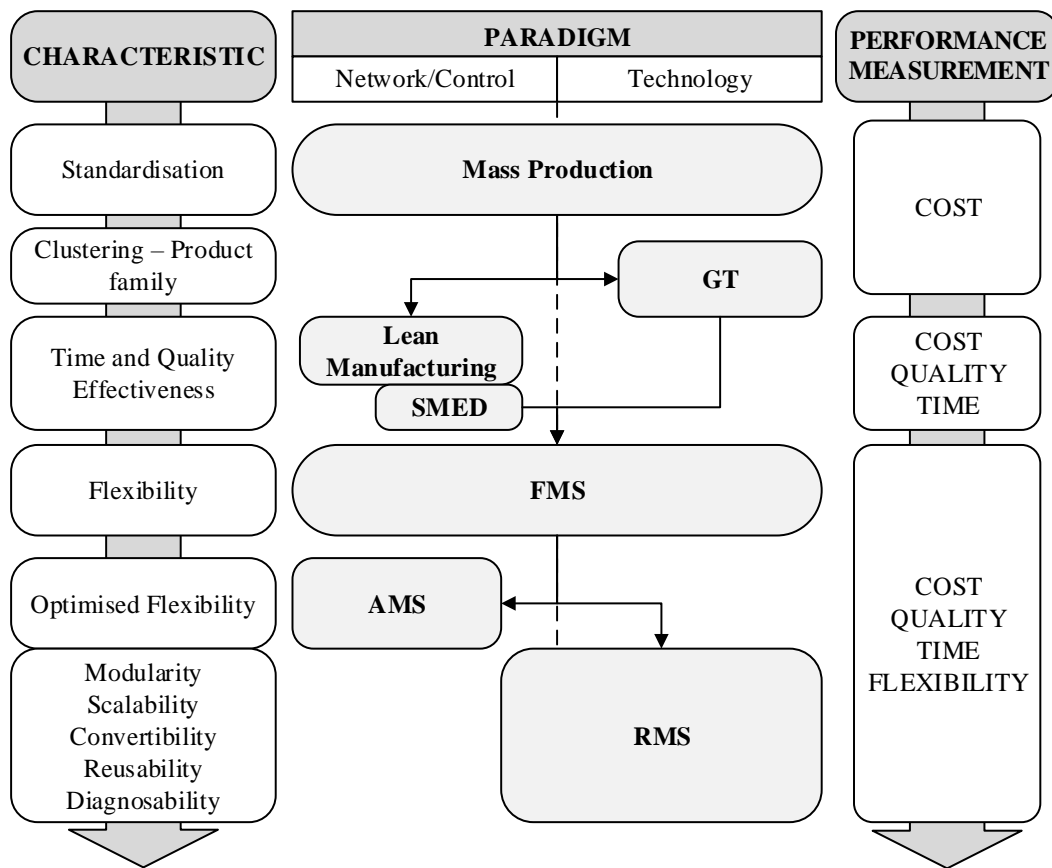 CHARACTERISTIC
PARADIGM
Network/Control
Technology
PERFORMANCE
MEASUREMENT
Standardisation
Mass Production
COST
Clustering – Product
family
GT
Time and Quality
Effectiveness
Lean
Manufacturing
SMED
COST
QUALITY
TIME
Flexibility
FMS
Optimised Flexibility
AMS
COST
QUALITY
TIME
FLEXIBILITY
Modularity
Scalability
Convertibility
Reusability
Diagnosability
RMS